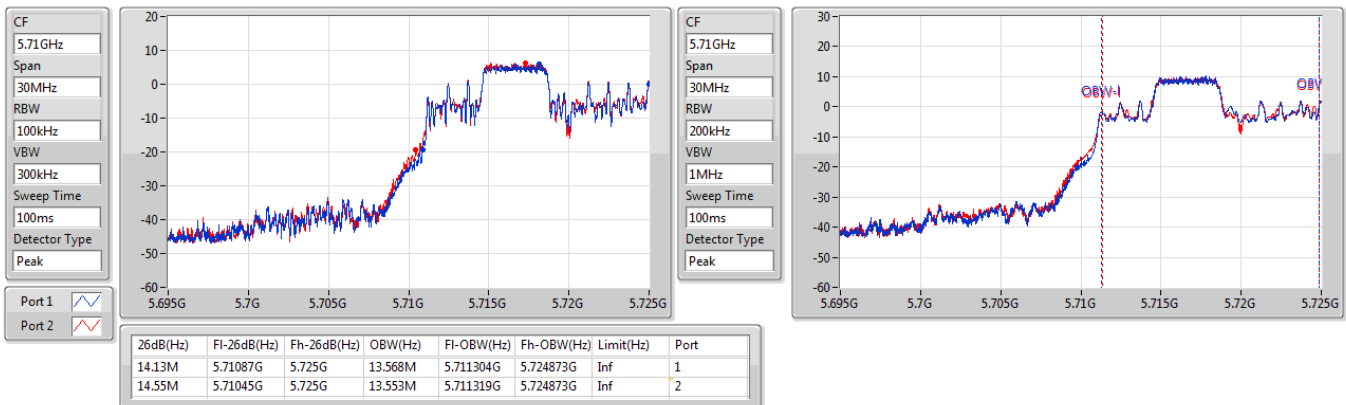 CF
5.71GHz
Span
30MHz
RBW
100kHz
VBW
300kHz
Sweep Time
100ms
Detector Type
Peak
Port 1
Port 2
20
10
0
-10
-20
-30
-40
-50
-60
5.695G 5.7G 5.705G 5.71G 5.715G 5.72G 5.725G
CF
5.71GHz
Span
30MHz
RBW
200kHz
VBW
1MHz
Sweep Time
100ms
Detector Type
Peak
30
20
10
0
-10
-20
-30
-40
-50
-60
OBW-l
OBV
5.695G 5.7G 5.705G 5.71G 5.715G 5.72G 5.725G
26dB(Hz) Fl-26dB(Hz) Fh-26dB(Hz) OBW(Hz) Fl-OBW(Hz) Fh-OBW(Hz) Limit(Hz) Port
14.13M 5.71087G 5.725G 13.568M 5.711304G 5.724873G Inf 1
14.55M 5.71045G 5.725G 13.553M 5.711319G 5.724873G Inf 2